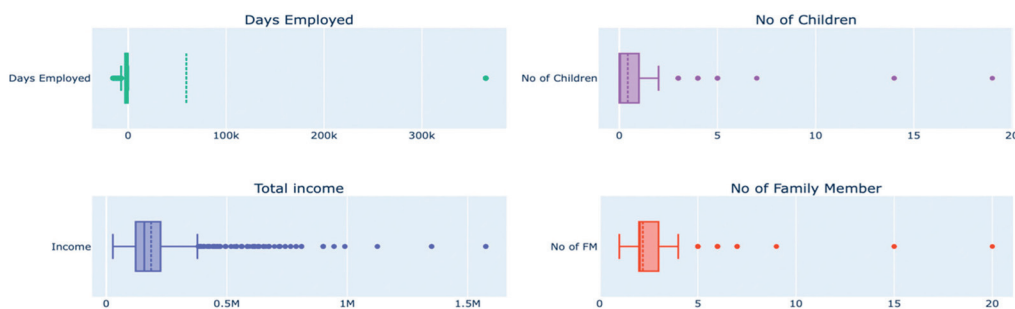 Days Employed
Days Employed
0 100k 200k 300k
No of Children
No of Children
0 5 10 15 20
Total income
Income
0 0.5M 1M 1.5M
No of Family Member
No of FM
0 5 10 15 20